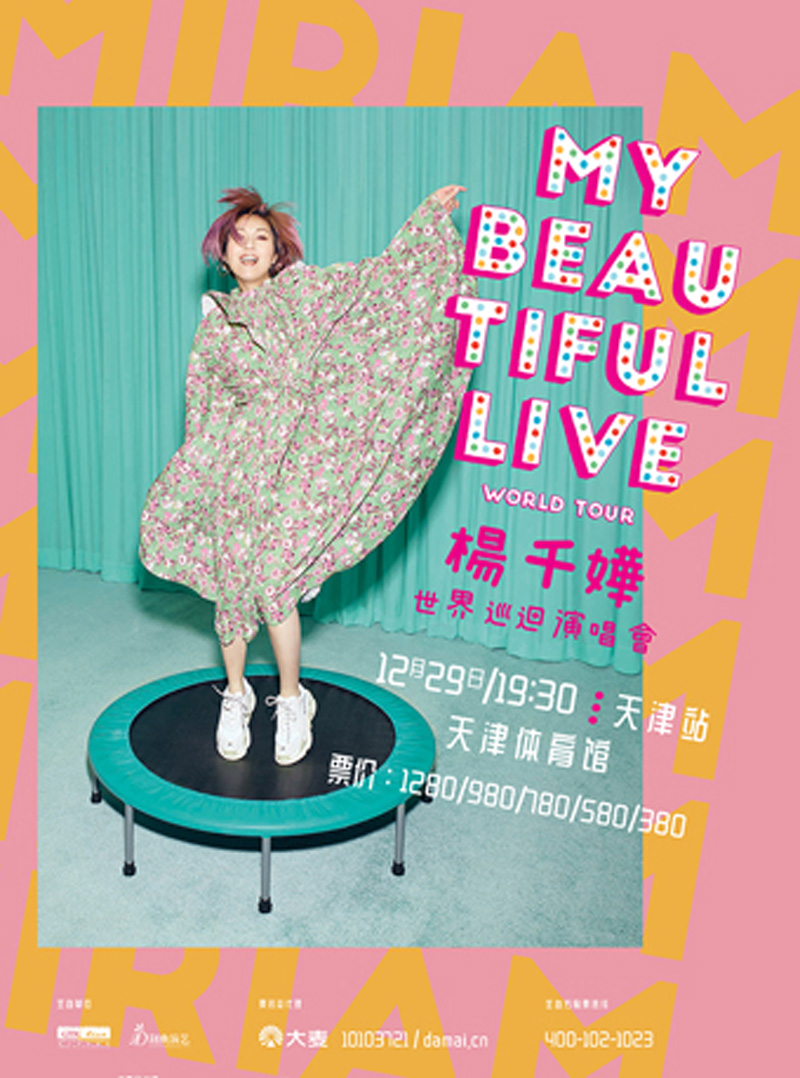 MIRIAM
MY
BEAU
TIFUL
LIVE
WORLD TOUR
楊千嬅
世界巡迴演唱會
12月29日/19:30 天津站
天津体育馆
票价：1280/980/780/580/380
MIRIAM
大麦 10103721/damai.cn
400-102-1023